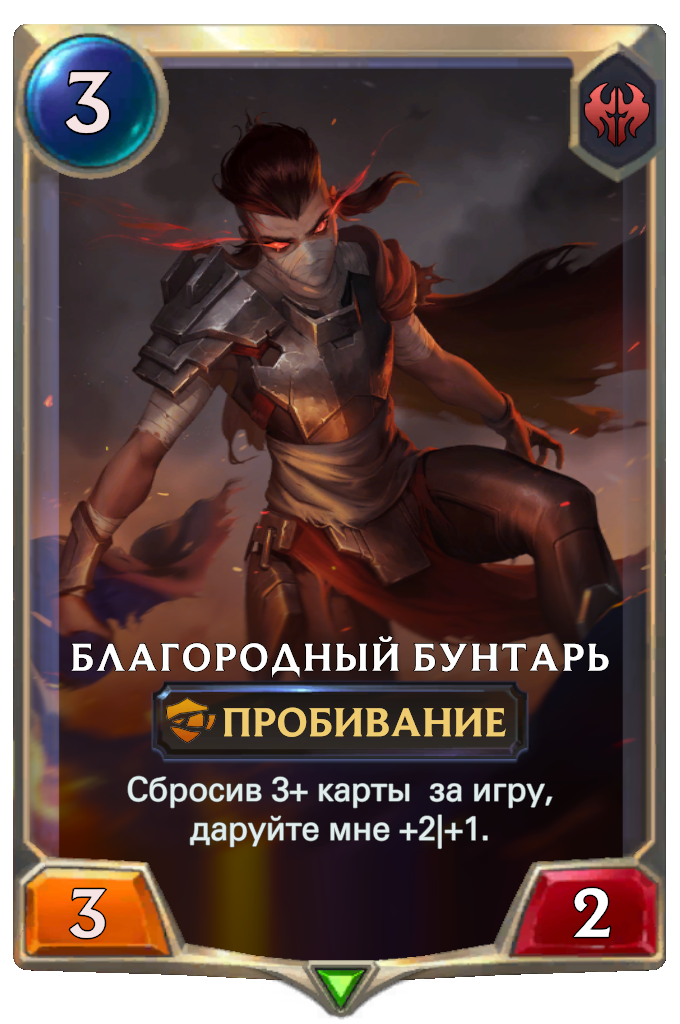 3
БЛАГОРОДНЫЙ БУНТАРЬ
ПРОБИВАНИЕ
Сбросив 3+ карты за игру,
даруйте мне +2|+1.
3
2